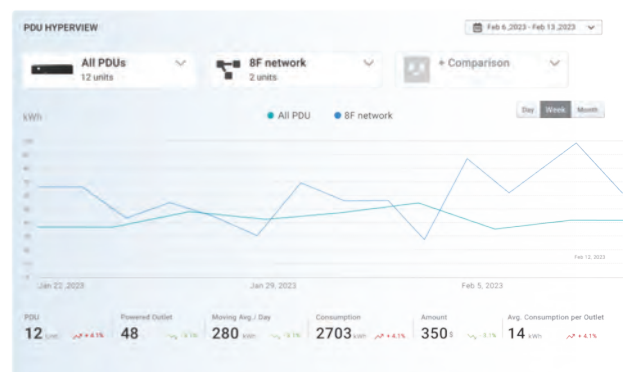 PDU HYPERVIEW
Feb 6 ,2023 - Feb 13 ,2023
All PDUs
12 units
8F network
2 units
+ Comparison
kWh
All PDU
8F network
Day Week Month
Feb 12, 2023
Jan 22 ,2023
Jan 29, 2023
Feb 5, 2023
PDU Powered Outlet Moving Avg./ Day Consumption Amount Avg. Consumption per Outlet
12 + 4.1% 48 280 kWh 2703 kWh + 4.1% 350 $ 14 kWh + 4.1%